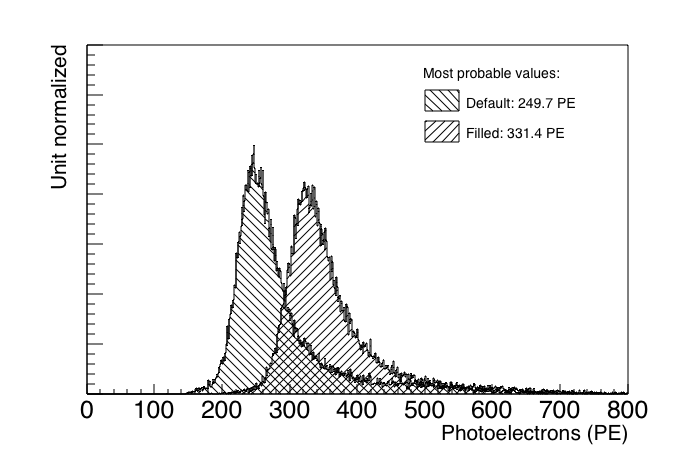 Unit normalized
Most probable values:
Default: 249.7 PE
Filled: 331.4 PE
0 100 200 300 400 500 600 700 800
Photoelectrons (PE)